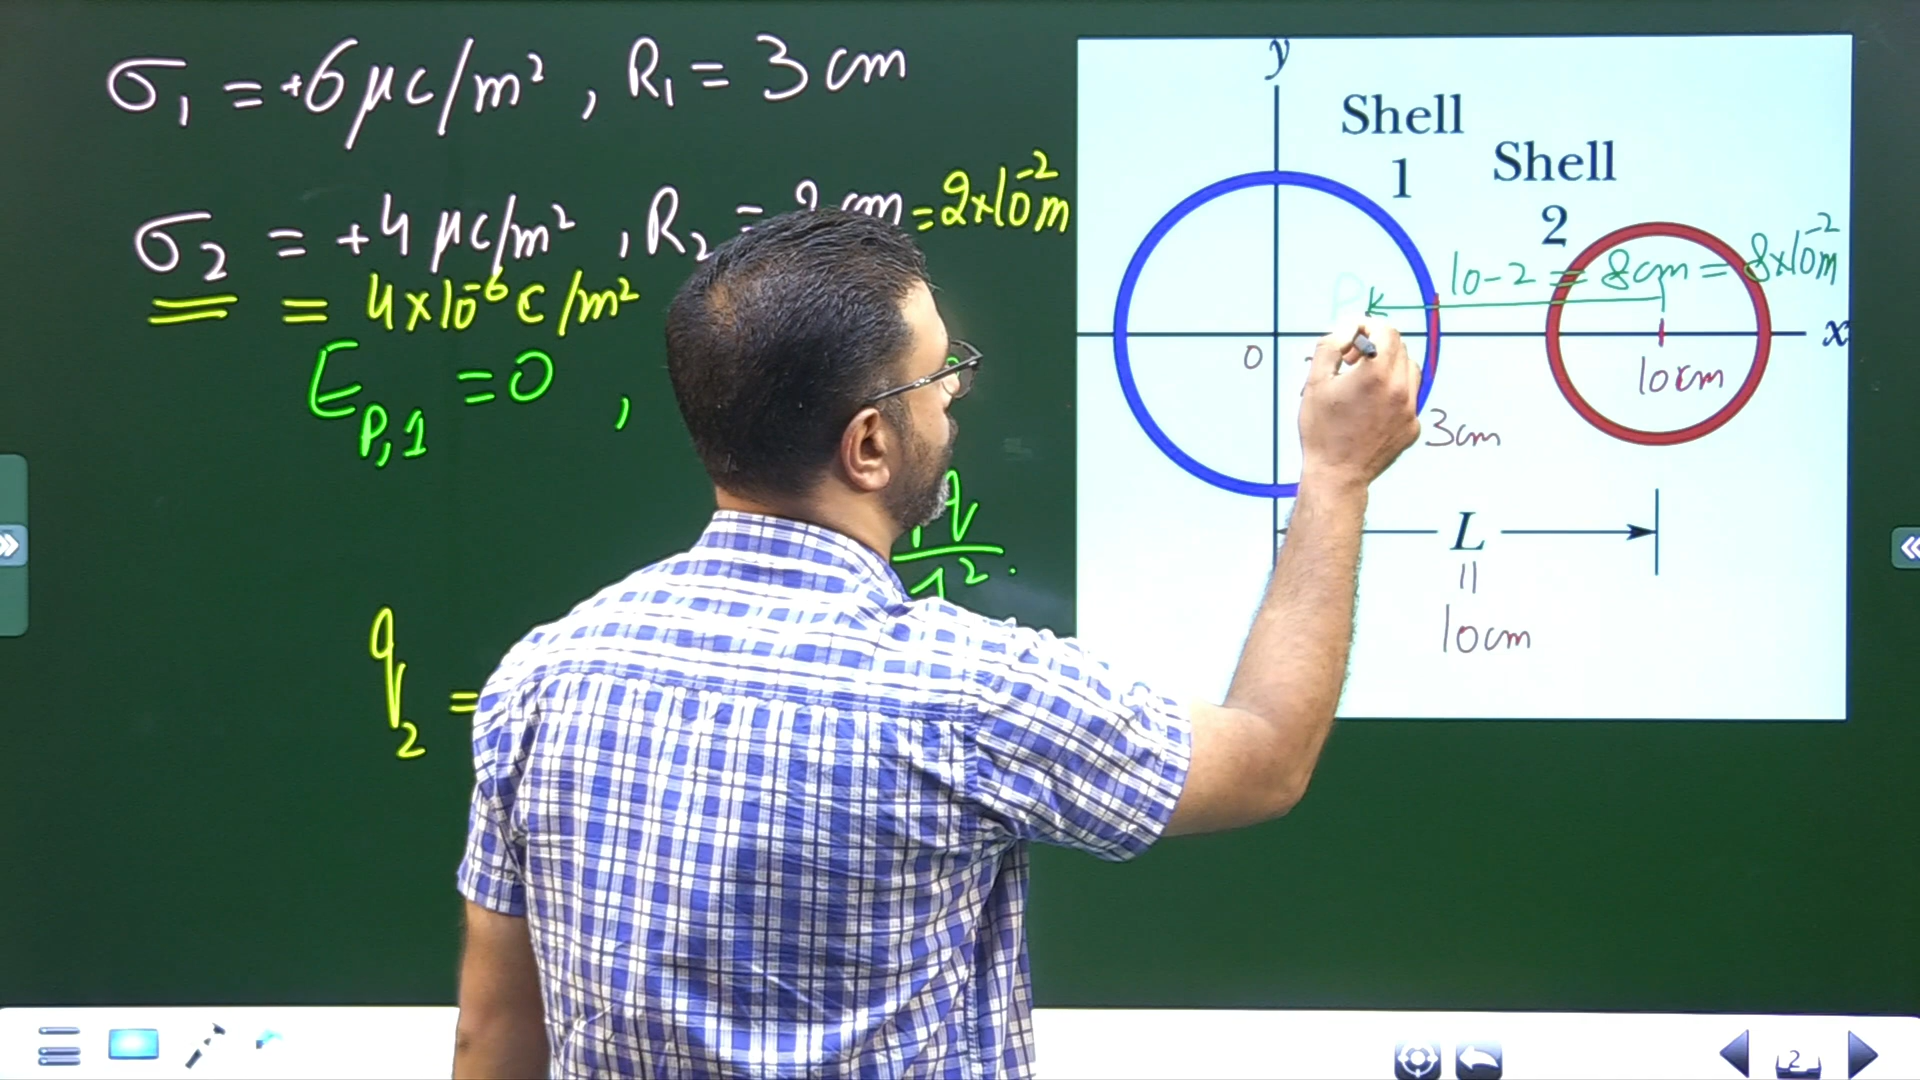 σ₁ = +6 μc/m², R₁ = 3 cm
σ₂ = +4 μc/m², R₂ = 2 cm = 2×10⁻² m
= 4×10⁻⁶ c/m²
E_P,1 = 0 ,
q₂ =
y
Shell
1
Shell
2
10-2 = 8cm = 8×10⁻² m
x
0
10cm
3cm
L
=
10cm
2